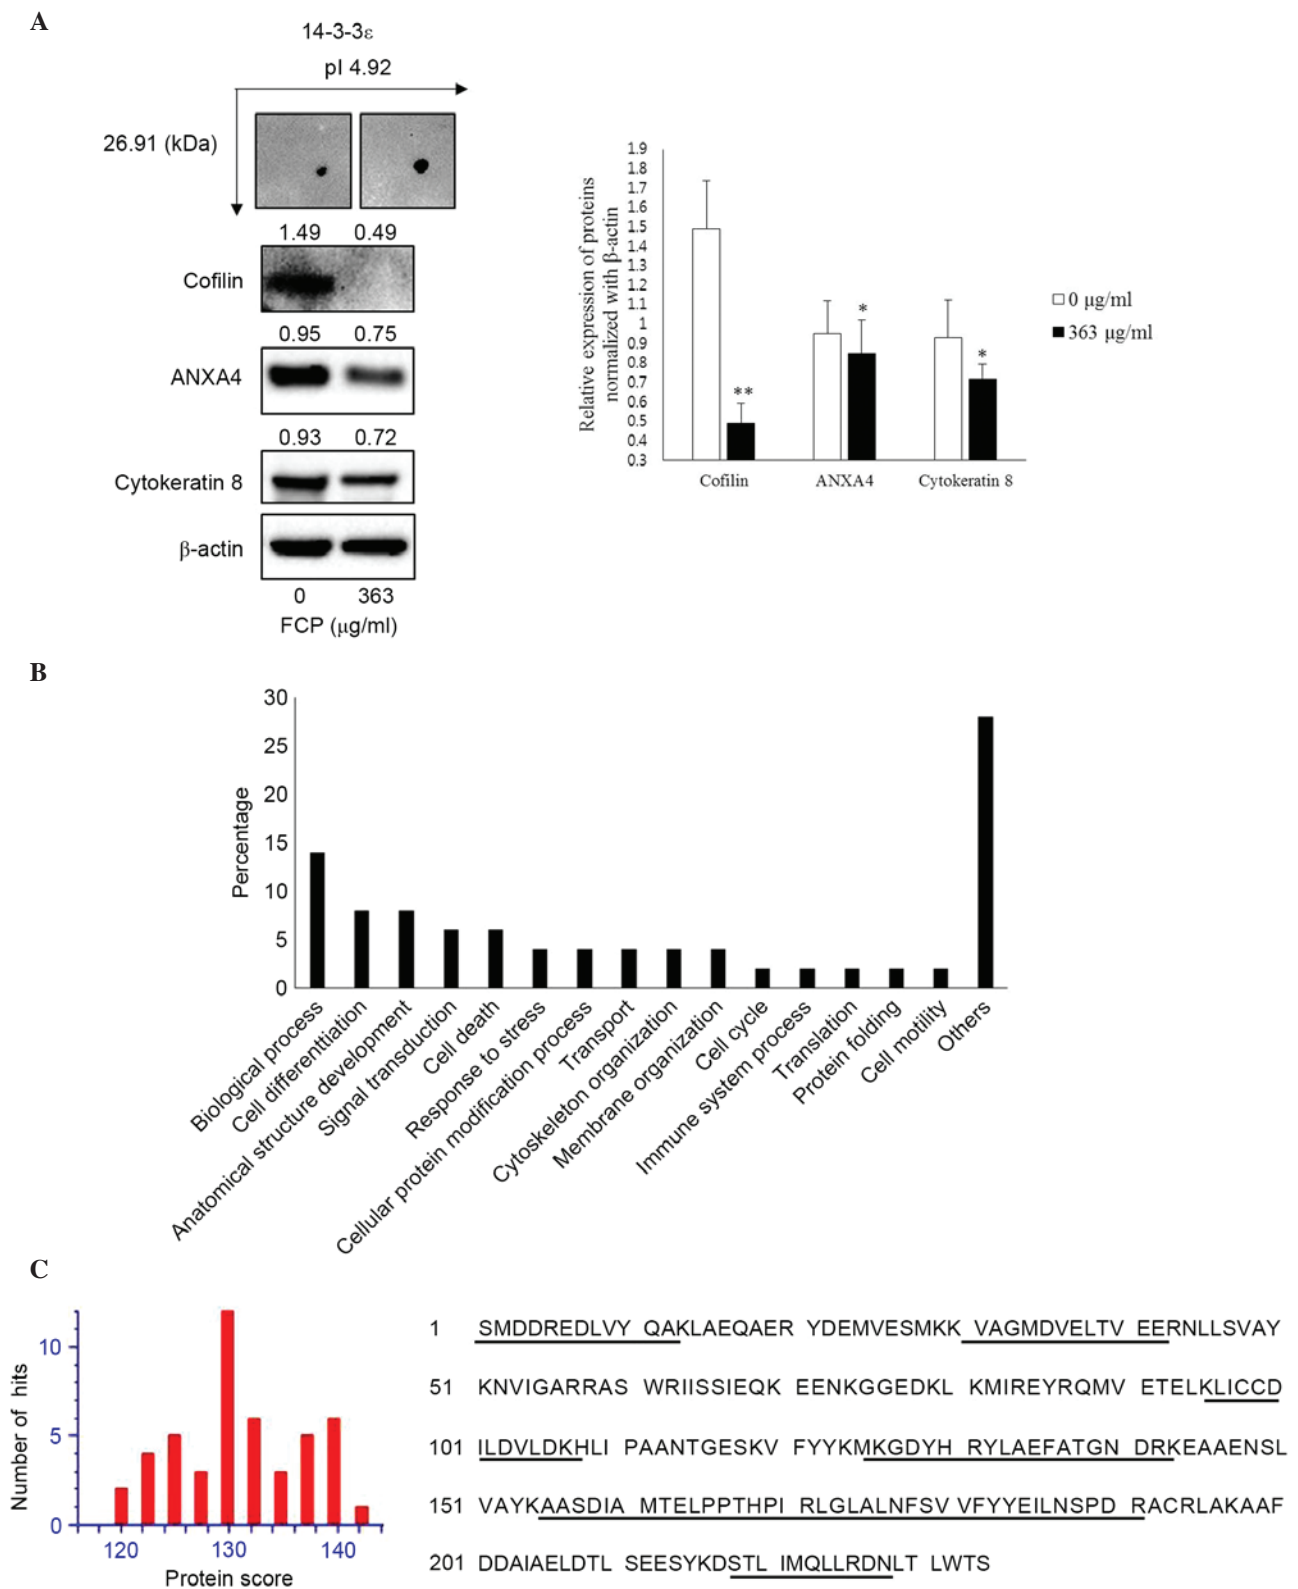 A
14-3-3ε
pI 4.92
26.91 (kDa)
1.49 0.49
Cofilin
0.95 0.75
ANXA4
0.93 0.72
Cytokeratin 8
β-actin
0 363
FCP (μg/ml)
Relative expression of proteins
normalized with β-actin
1.9
1.8
1.7
1.6
1.5
1.4
1.3
1.2
1.1
1
0.9
0.8
0.7
0.6
0.5
0.4
0.3
**
*
*
Cofilin ANXA4 Cytokeratin 8
0 μg/ml
363 μg/ml
B
Percentage
30
25
20
15
10
5
0
Biological process
Cell differentiation
Anatomical structure development
Signal transduction
Cell death
Response to stress
Cellular protein modification process
Transport
Cytoskeleton organization
Membrane organization
Cell cycle
Immune system process
Translation
Protein folding
Cell motility
Others
C
Number of hits
10
5
0
120 130 140
Protein score
1 SMDDREDLVY QAKLAEQAER YDEMVESMKK VAGMDVELTV EERNLLSVAY
51 KNVIGARRAS WRIISSIEQK EENKGGEDKL KMIREYRQMV ETELKLICCD
101 ILDVLDKHLI PAANTGESKV FYYKMKGDYH RYLAEFATGN DRKEAAENSL
151 VAYKAASDIA MTELPPTHPI RLGLALNFSV VFYYEILNSPD RACRLAKAAF
201 DDAIAELDTL SEESYKDSTL IMQLLRDNLT LWTS